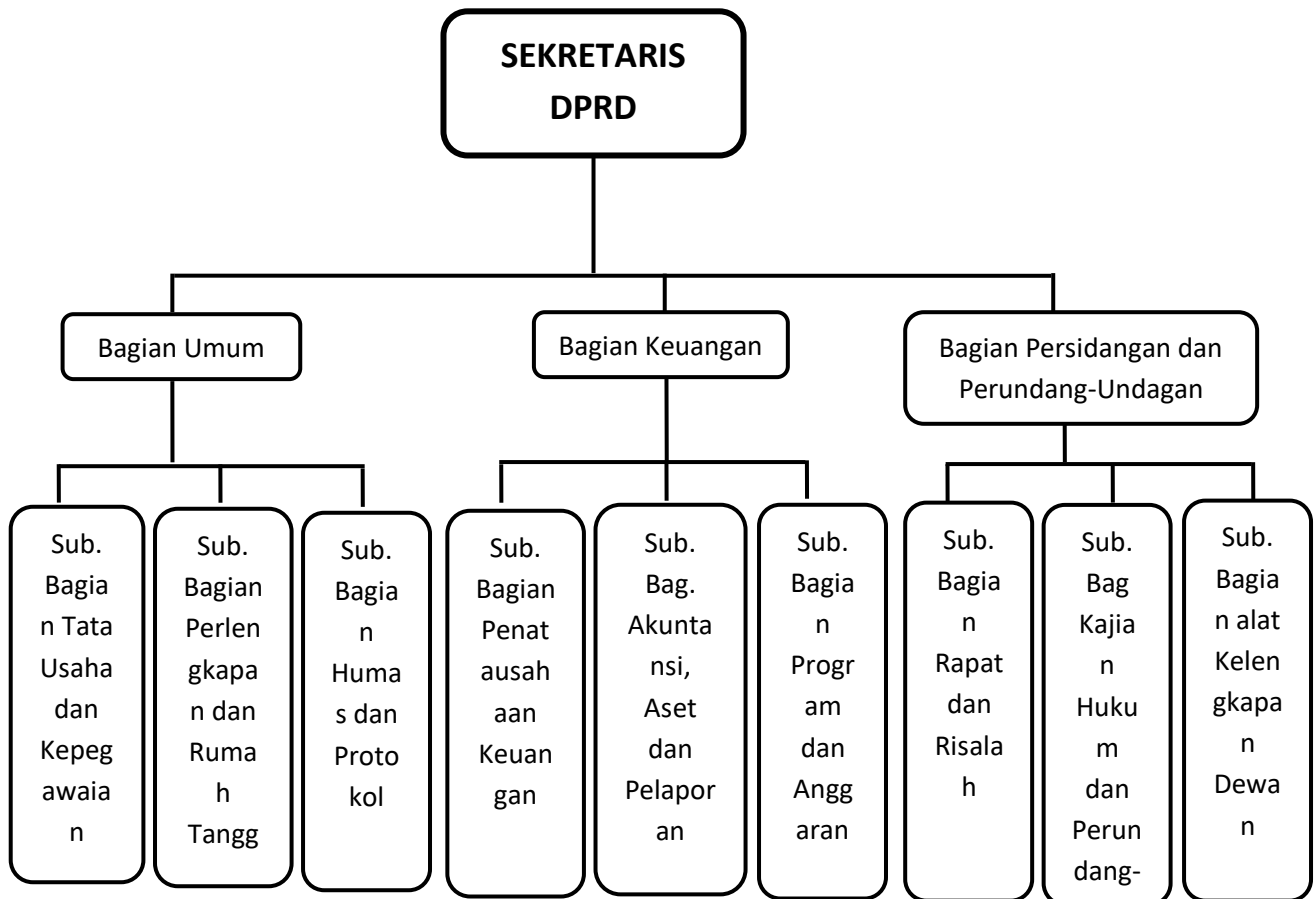 SEKRETARIS
DPRD
Bagian Umum
Bagian Keuangan
Bagian Persidangan dan
Perundang-Undagan
Sub.
Bagia
n Tata
Usaha
dan
Kepeg
awaia
n
Sub.
Bagian
Perlen
gkapa
n dan
Ruma
h
Tangg
Sub.
Bagia
n
Huma
s dan
Proto
kol
Sub.
Bagian
Penat
ausah
aan
Keuan
gan
Sub.
Bag.
Akunta
nsi,
Aset
dan
Pelapor
an
Sub.
Bagia
n
Progr
am
dan
Angg
aran
Sub.
Bagia
n
Rapat
dan
Risala
h
Sub.
Bag
Kajia
n
Huku
m
dan
Perun
dang-
Sub.
Bagia
n alat
Keleng
gkapa
n
Dewa
n